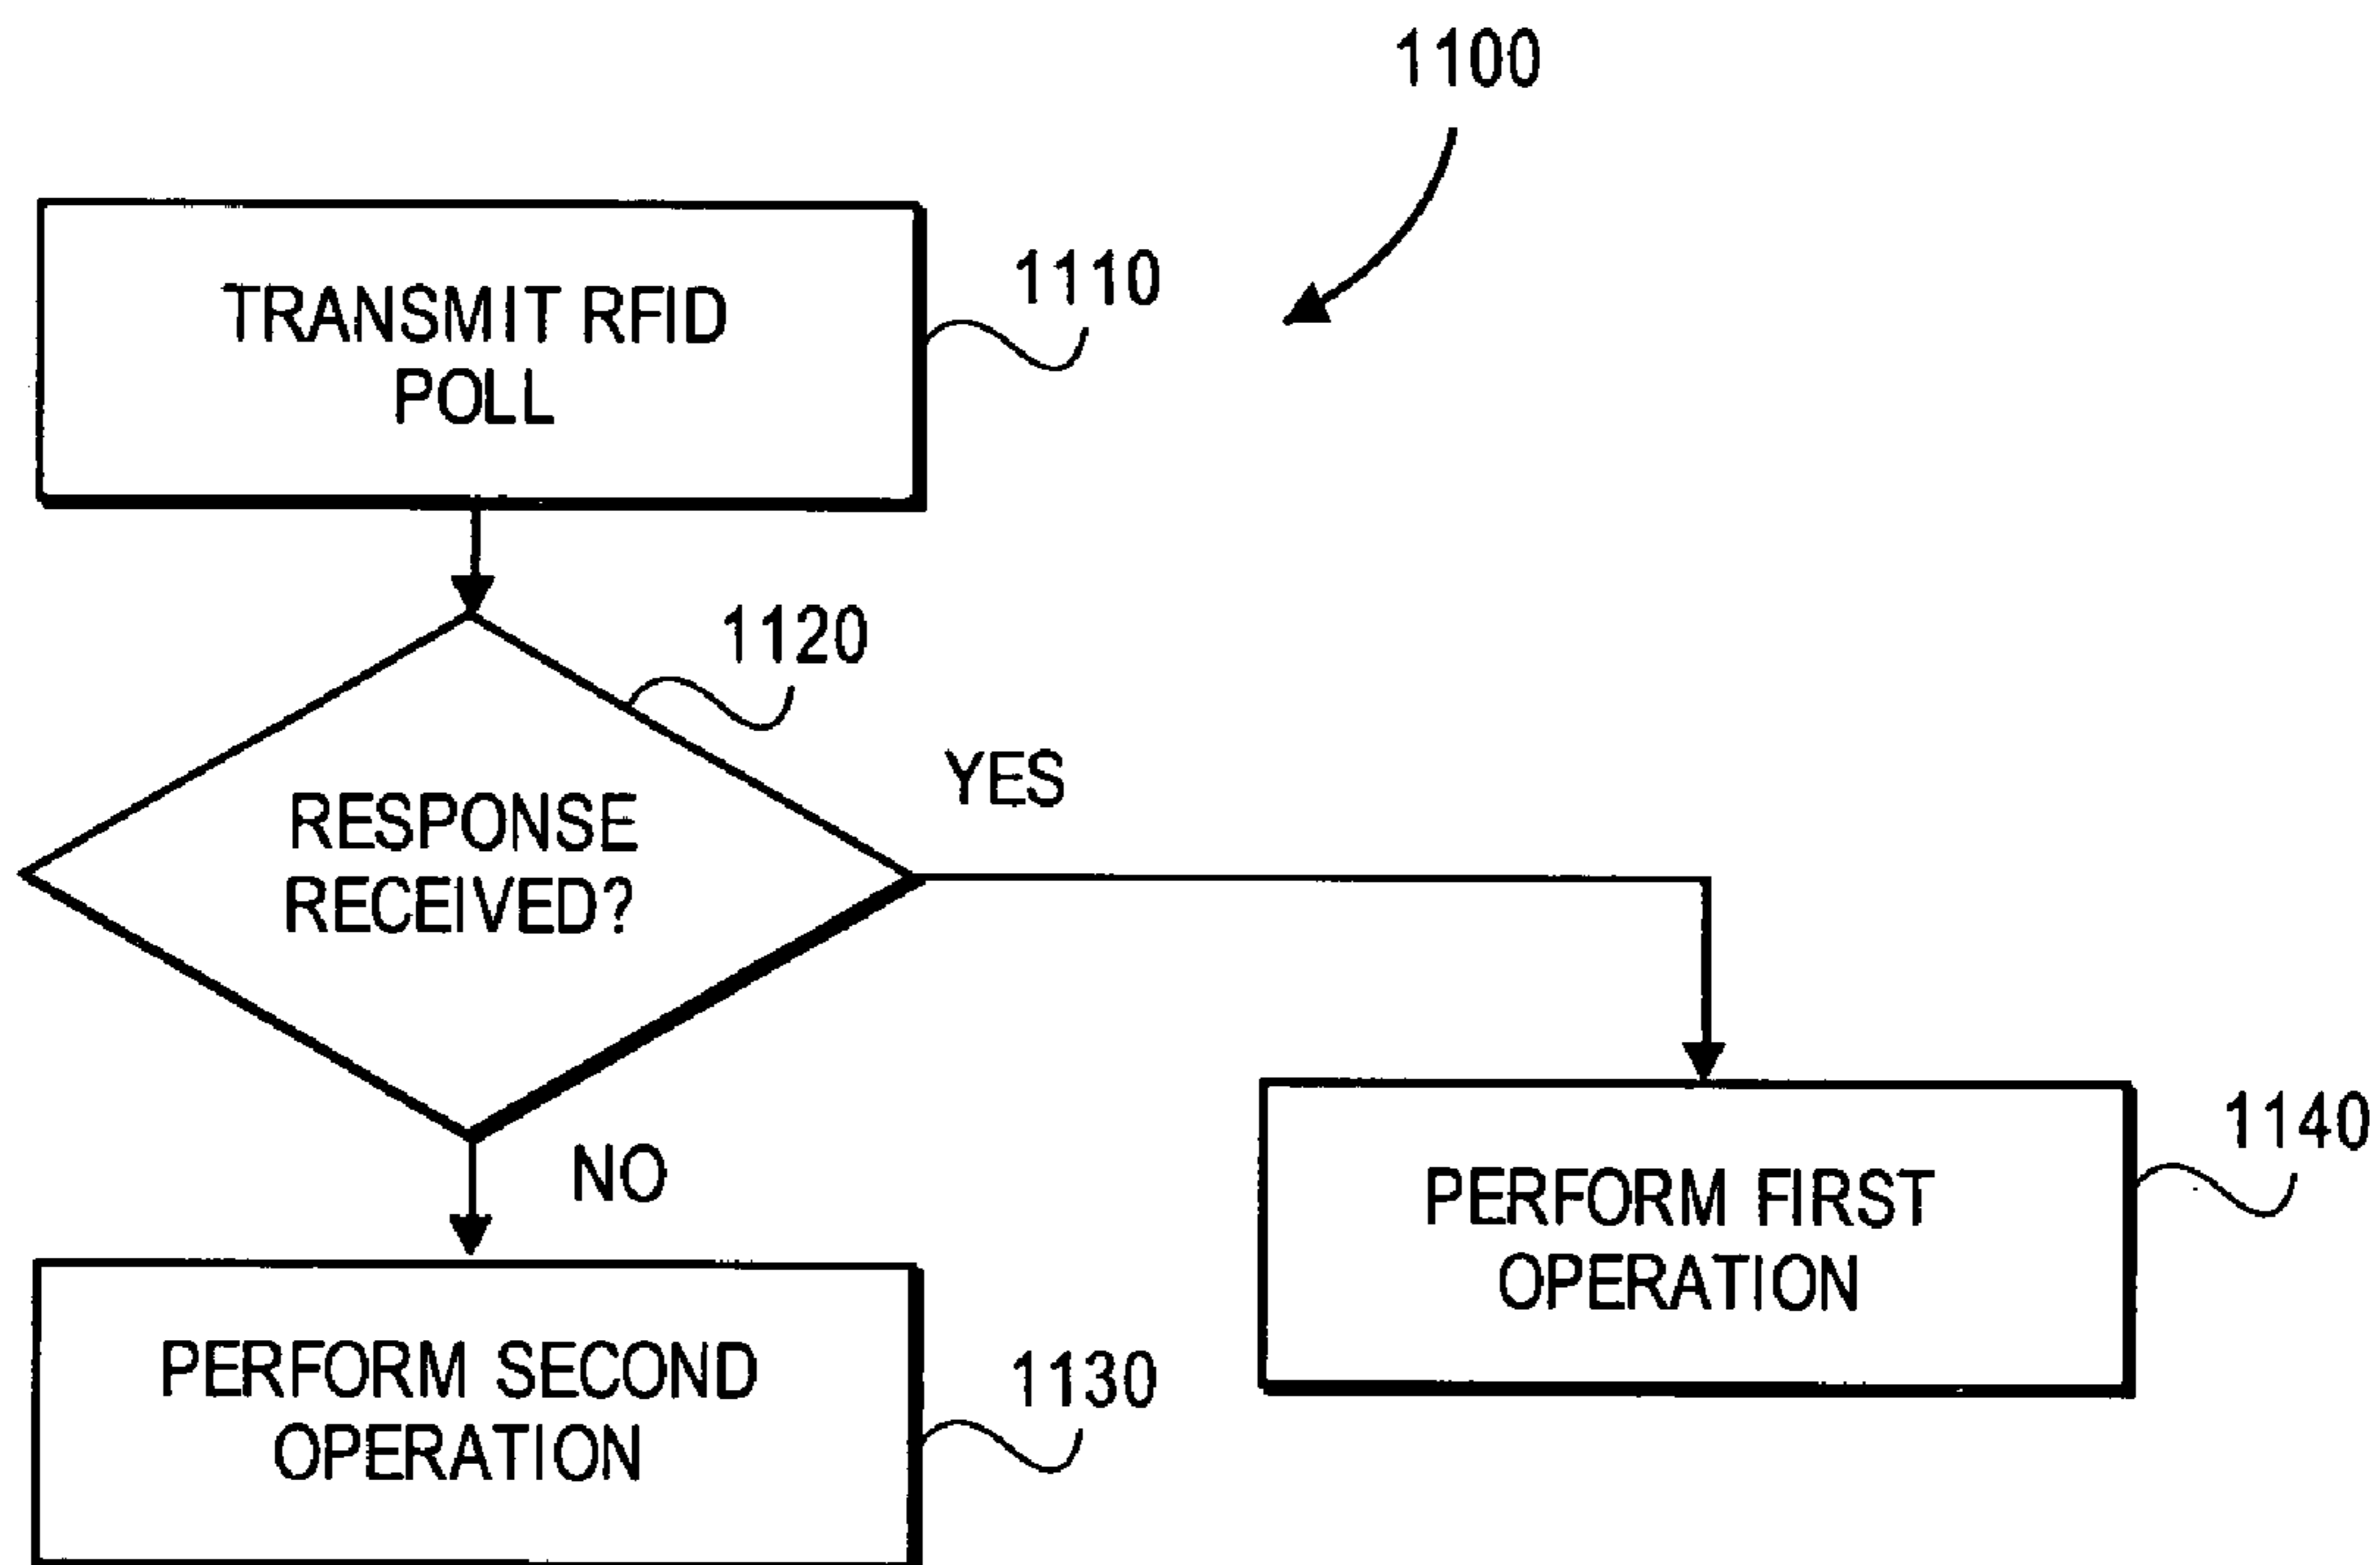 1100
TRANSMIT RFID
POLL
1110
1120
RESPONSE
RECEIVED?
YES
NO
PERFORM FIRST
OPERATION
1140
PERFORM SECOND
OPERATION
1130